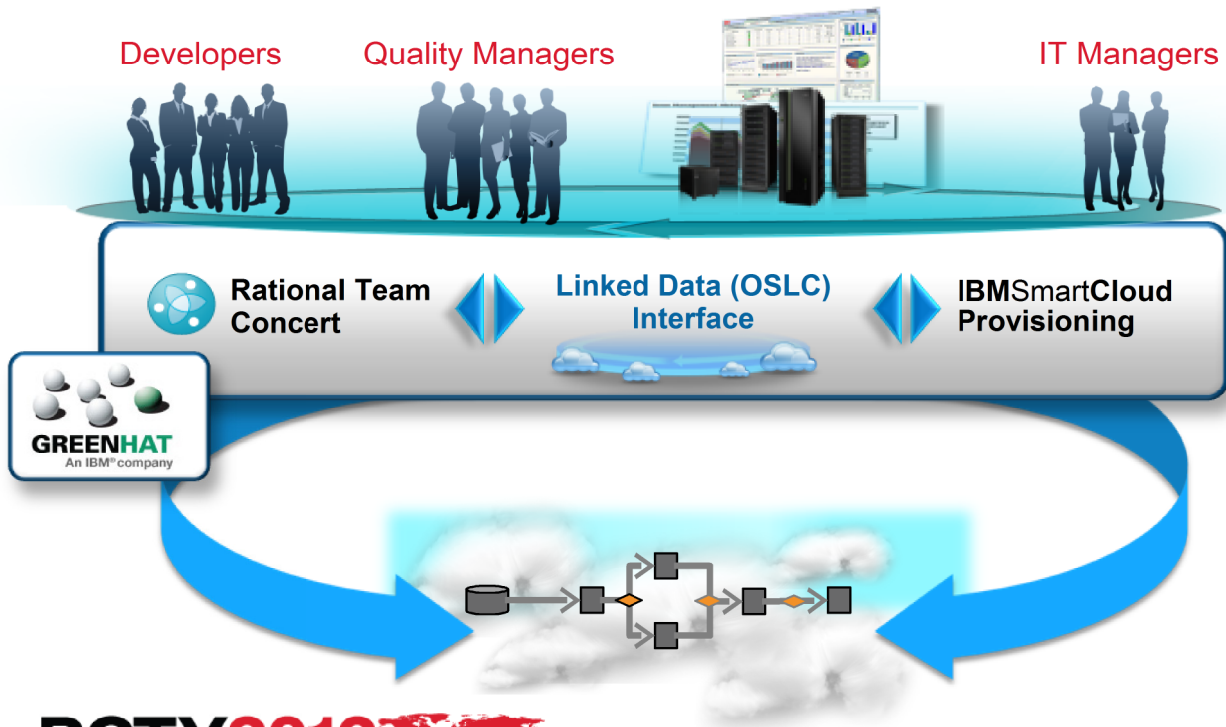 Developers
Quality Managers
IT Managers
Rational Team
Concert
Linked Data (OSLC)
Interface
IBMSmartCloud
Provisioning
GREENHAT
An IBM® company